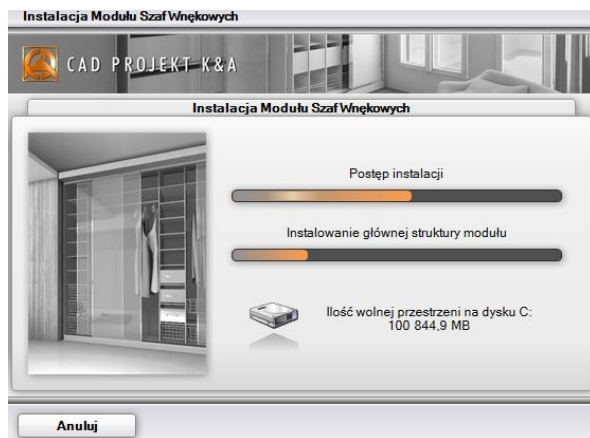 Instalacja Modułu Szaf Wnękowych
CAD PROJEKT K&A
Instalacja Modułu Szaf Wnękowych
Postęp instalacji
Instalowanie głównej struktury modułu
Ilość wolnej przestrzeni na dysku C:
100 844,9 MB
Anuluj